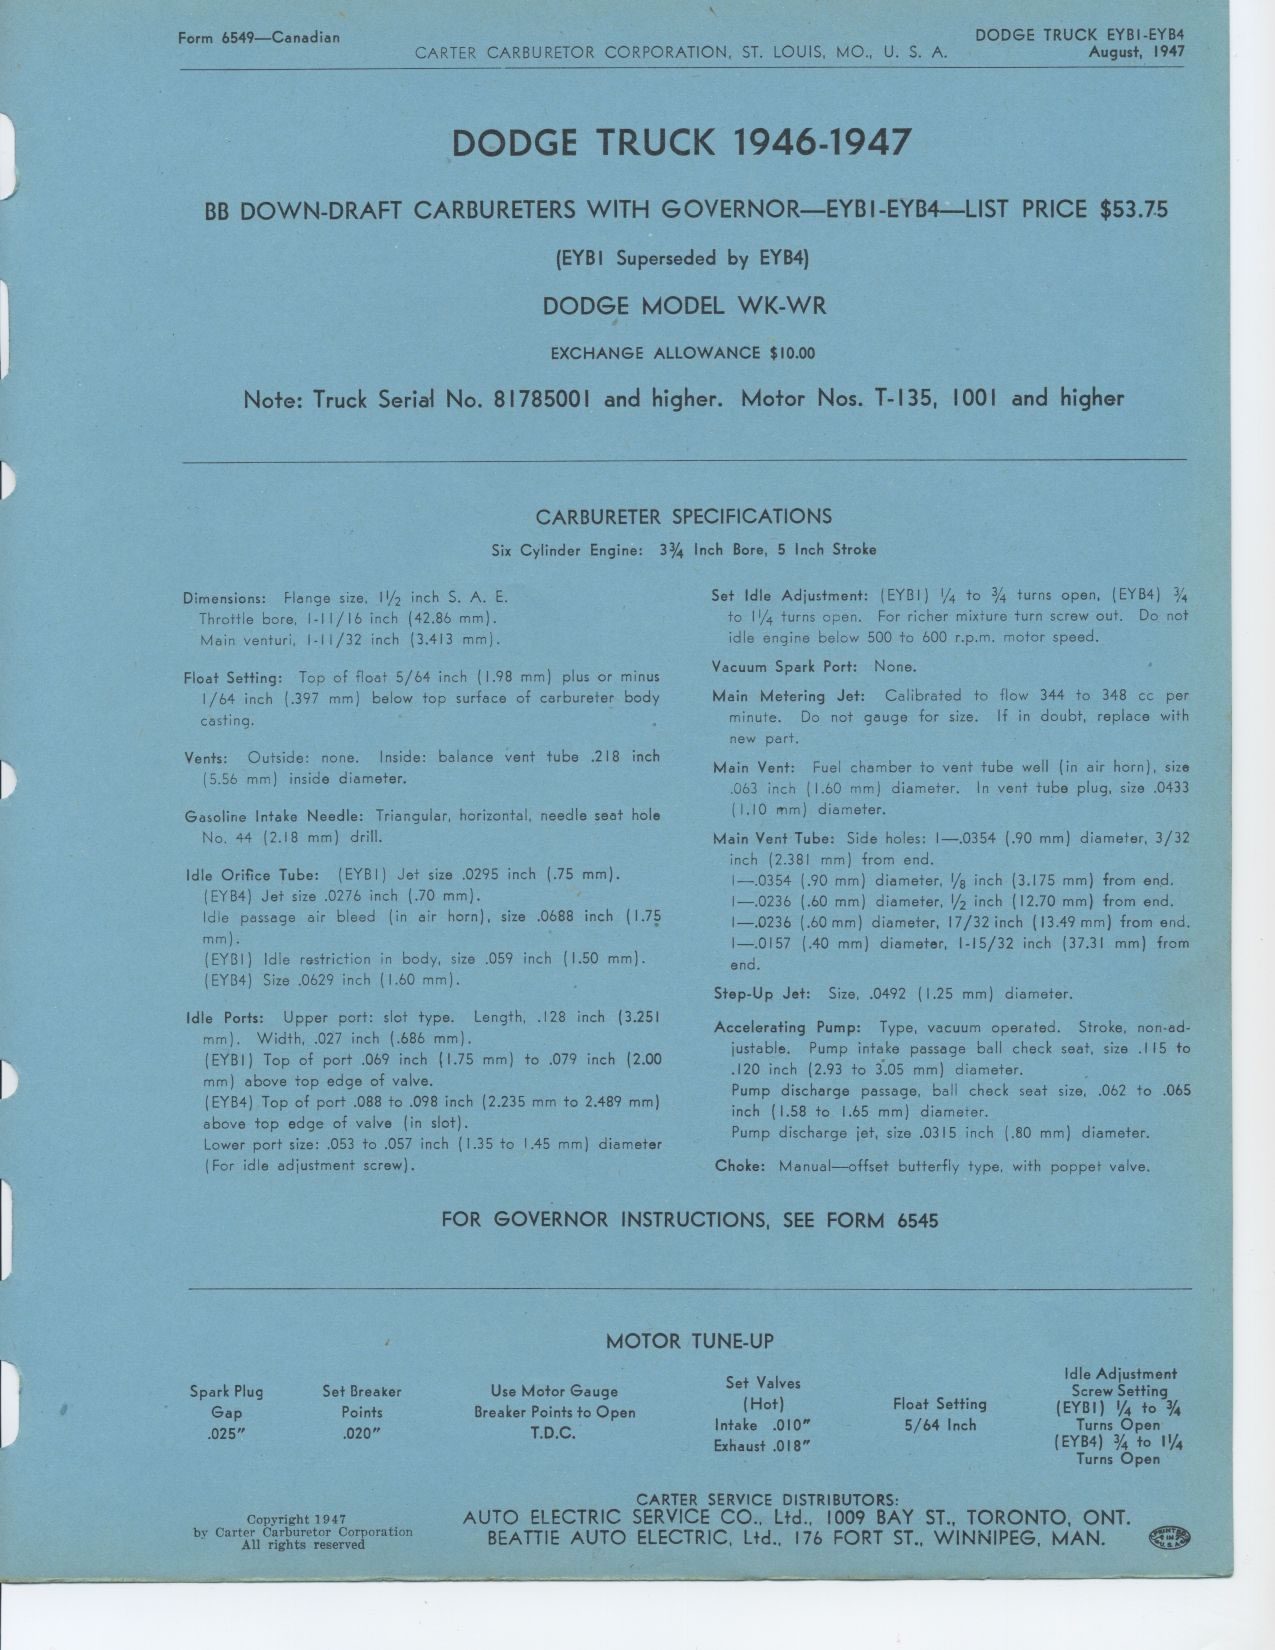 Form 6549—Canadian
CARTER CARBURETOR CORPORATION, ST. LOUIS, MO., U. S. A.
DODGE TRUCK EYB1-EYB4
August, 1947
DODGE TRUCK 1946-1947
BB DOWN-DRAFT CARBURETERS WITH GOVERNOR—EYB1-EYB4—LIST PRICE $53.75
(EYB1 Superseded by EYB4)
DODGE MODEL WK-WR
EXCHANGE ALLOWANCE $10.00
Note: Truck Serial No. 81785001 and higher. Motor Nos. T-135, 1001 and higher
CARBURETER SPECIFICATIONS
Six Cylinder Engine: 3¾ Inch Bore, 5 Inch Stroke
Dimensions: Flange size, 1½ inch S. A. E.
Throttle bore, 1-11/16 inch (42.86 mm).
Main venturi, 1-11/32 inch (3.413 mm).
Float Setting: Top of float 5/64 inch (1.98 mm) plus or minus
1/64 inch (.397 mm) below top surface of carbureter body
casting.
Vents: Outside: none. Inside: balance vent tube .218 inch
(5.56 mm) inside diameter.
Gasoline Intake Needle: Triangular, horizontal, needle seat hole
No. 44 (2.18 mm) drill.
Idle Orifice Tube: (EYB1) Jet size .0295 inch (.75 mm).
(EYB4) Jet size .0276 inch (.70 mm).
Idle passage air bleed (in air horn), size .0688 inch (1.75
mm).
(EYB1) Idle restriction in body, size .059 inch (1.50 mm).
(EYB4) Size .0629 inch (1.60 mm).
Idle Ports: Upper port: slot type. Length, .128 inch (3.251
mm). Width, .027 inch (.686 mm).
(EYB1) Top of port .069 inch (1.75 mm) to .079 inch (2.00
mm) above top edge of valve.
(EYB4) Top of port .088 to .098 inch (2.235 mm to 2.489 mm)
above top edge of valve (in slot).
Lower port size: .053 to .057 inch (1.35 to 1.45 mm) diameter
(For idle adjustment screw).
Set Idle Adjustment: (EYB1) ¼ to ¾ turns open, (EYB4) ¾
to 1¼ turns open. For richer mixture turn screw out. Do not
idle engine below 500 to 600 r.p.m. motor speed.
Vacuum Spark Port: None.
Main Metering Jet: Calibrated to flow 344 to 348 cc per
minute. Do not gauge for size. If in doubt, replace with
new part.
Main Vent: Fuel chamber to vent tube well (in air horn), size
.063 inch (1.60 mm) diameter. In vent tube plug, size .0433
(1.10 mm) diameter.
Main Vent Tube: Side holes: 1—.0354 (.90 mm) diameter, 3/32
inch (2.381 mm) from end.
1—.0354 (.90 mm) diameter, ⅛ inch (3.175 mm) from end.
1—.0236 (.60 mm) diameter, ½ inch (12.70 mm) from end.
1—.0236 (.60 mm) diameter, 17/32 inch (13.49 mm) from end.
1—.0157 (.40 mm) diameter, 1-15/32 inch (37.31 mm) from
end.
Step-Up Jet: Size, .0492 (1.25 mm) diameter.
Accelerating Pump: Type, vacuum operated. Stroke, non-ad-
justable. Pump intake passage ball check seat, size .115 to
.120 inch (2.93 to 3.05 mm) diameter.
Pump discharge passage, ball check seat size, .062 to .065
inch (1.58 to 1.65 mm) diameter.
Pump discharge jet, size .0315 inch (.80 mm) diameter.
Choke: Manual—offset butterfly type, with poppet valve.
FOR GOVERNOR INSTRUCTIONS, SEE FORM 6545
MOTOR TUNE-UP
Spark Plug
Gap
.025"
Set Breaker
Points
.020"
Use Motor Gauge
Breaker Points to Open
T.D.C.
Set Valves
(Hot)
Intake .010"
Exhaust .018"
Float Setting
5/64 Inch
Idle Adjustment
Screw Setting
(EYB1) ¼ to ¾
Turns Open
(EYB4) ¾ to 1¼
Turns Open
Copyright 1947
by Carter Carburetor Corporation
All rights reserved
CARTER SERVICE DISTRIBUTORS:
AUTO ELECTRIC SERVICE CO., Ltd., 1009 BAY ST., TORONTO, ONT.
BEATTIE AUTO ELECTRIC, Ltd., 176 FORT ST., WINNIPEG, MAN.
PRINTED
IN
U.S.A.